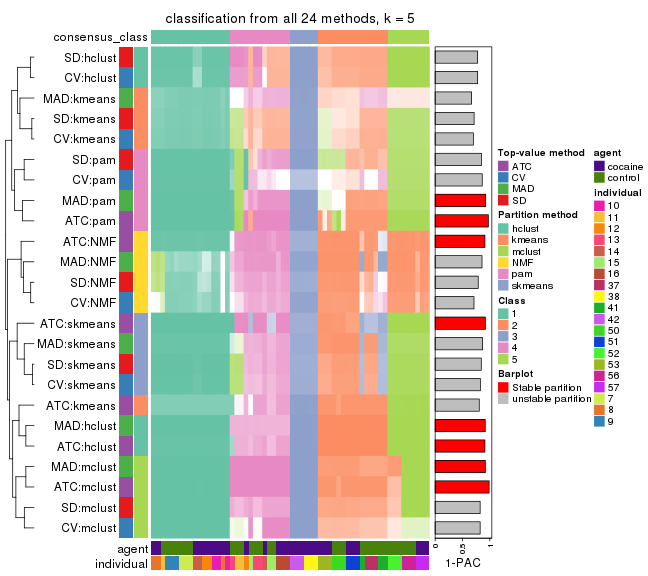 classification from all 24 methods, k = 5
consensus_class
SD:hclust
CV:hclust
MAD:kmeans
SD:kmeans
CV:kmeans
SD:pam
CV:pam
MAD:pam
ATC:pam
ATC:NMF
MAD:NMF
SD:NMF
CV:NMF
ATC:skmeans
MAD:skmeans
SD:skmeans
CV:skmeans
ATC:kmeans
MAD:hclust
ATC:hclust
MAD:mclust
ATC:mclust
SD:mclust
CV:mclust
agent
individual
0
0.5
1
1-PAC
Top-value method
ATC
CV
MAD
SD
Partition method
hclust
kmeans
mclust
NMF
pam
skmeans
Class
1
2
3
4
5
Barplot
Stable partition
unstable partition
agent
cocaine
control
individual
10
11
12
13
14
15
16
37
38
41
42
50
51
52
53
56
57
7
8
9